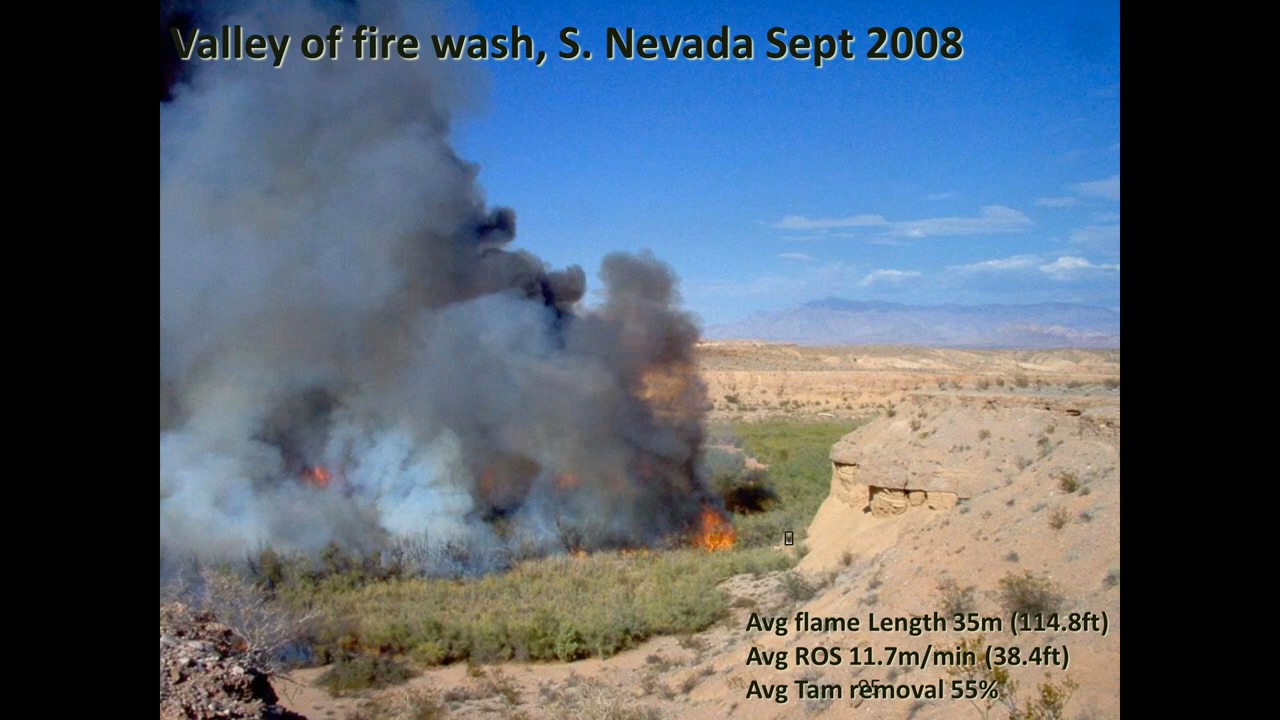 Valley of fire wash, S. Nevada Sept 2008
Avg flame Length 35m (114.8ft)
Avg ROS 11.7m/min (38.4ft)
Avg Tam removal 55%